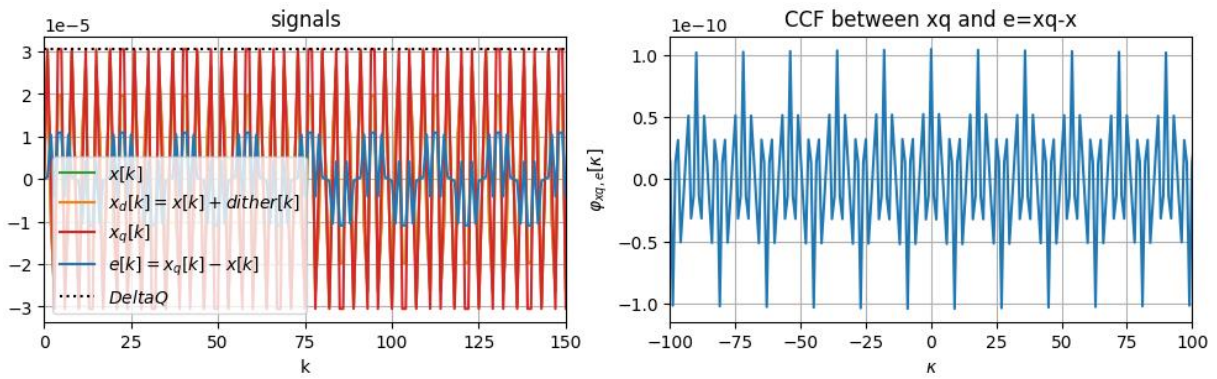 signals
1e−5
3
2
1
0
−1
−2
−3
x[k]
x_d[k] = x[k] + dither[k]
x_q[k]
e[k] = x_q[k] − x[k]
DeltaQ
0 25 50 75 100 125 150
k
CCF between xq and e=xq-x
1e−10
1.0
0.5
0.0
−0.5
−1.0
φ_{xq, e}[κ]
−100 −75 −50 −25 0 25 50 75 100
κ